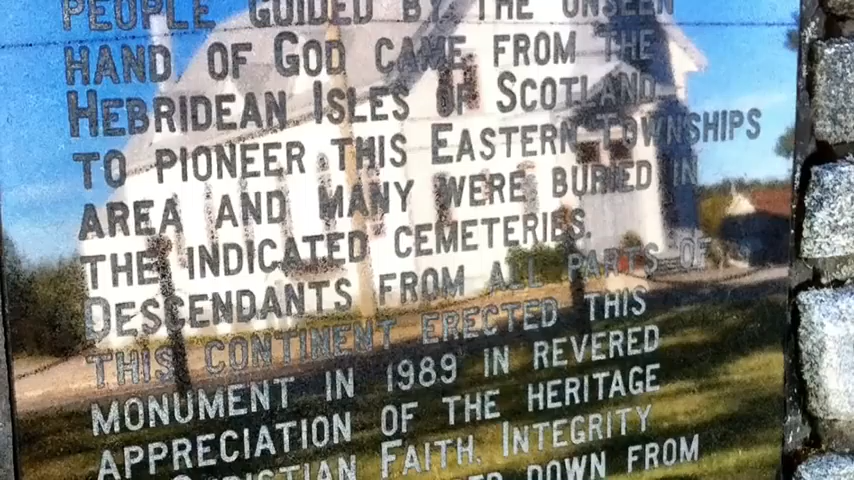 PEOPLE GUIDED BY THE UNSEEN
HAND OF GOD CAME FROM THE
HEBRIDEAN ISLES OF SCOTLAND
TO PIONEER THIS EASTERN TOWNSHIPS
AREA AND MANY WERE BURIED IN
THE INDICATED CEMETERIES.
DESCENDANTS FROM ALL PARTS OF
THIS CONTINENT ERECTED THIS
MONUMENT IN 1989 IN REVERED
APPRECIATION OF THE HERITAGE
CHRISTIAN FAITH, INTEGRITY
DOWN FROM